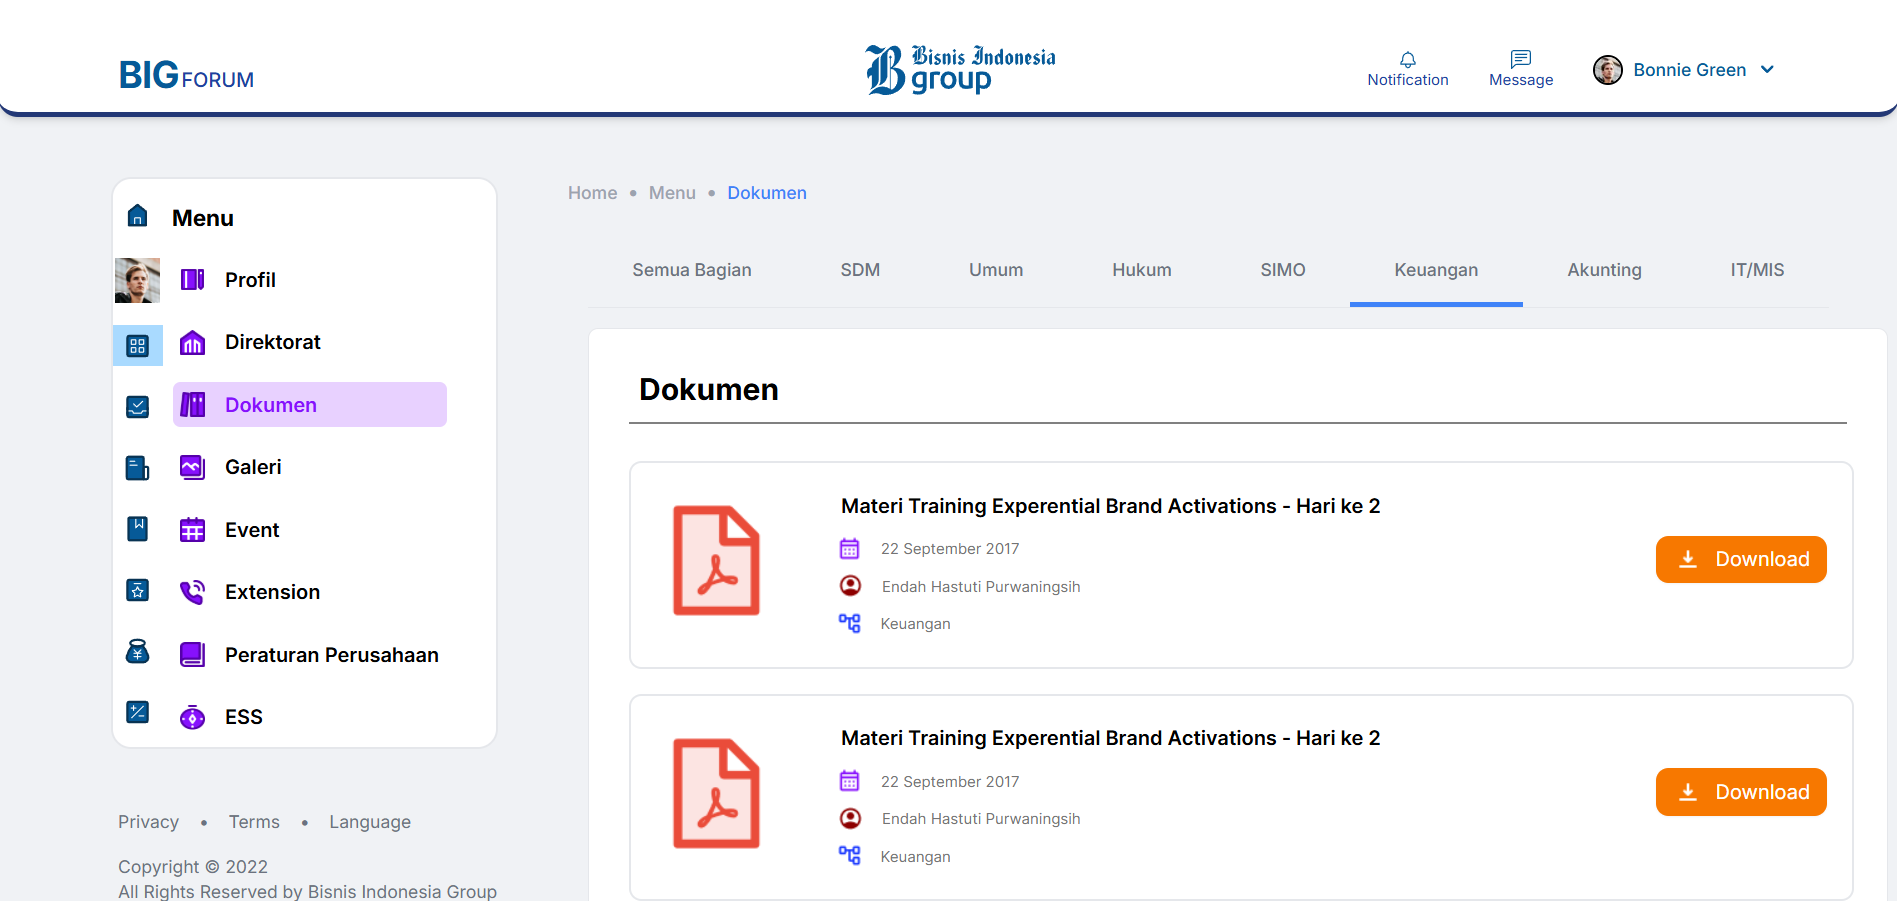 BIG FORUM
Bisnis Indonesia
group
Notification
Message
Bonnie Green
Menu
Profil
Direktorat
Dokumen
Galeri
Event
Extension
Peraturan Perusahaan
ESS
Privacy • Terms • Language
Copyright © 2022
All Rights Reserved by Bisnis Indonesia Group
Home • Menu • Dokumen
Semua Bagian SDM Umum Hukum SIMO Keuangan Akunting IT/MIS
Dokumen
Materi Training Experential Brand Activations - Hari ke 2
22 September 2017
Endah Hastuti Purwaningsih
Keuangan
Download
Materi Training Experential Brand Activations - Hari ke 2
22 September 2017
Endah Hastuti Purwaningsih
Keuangan
Download